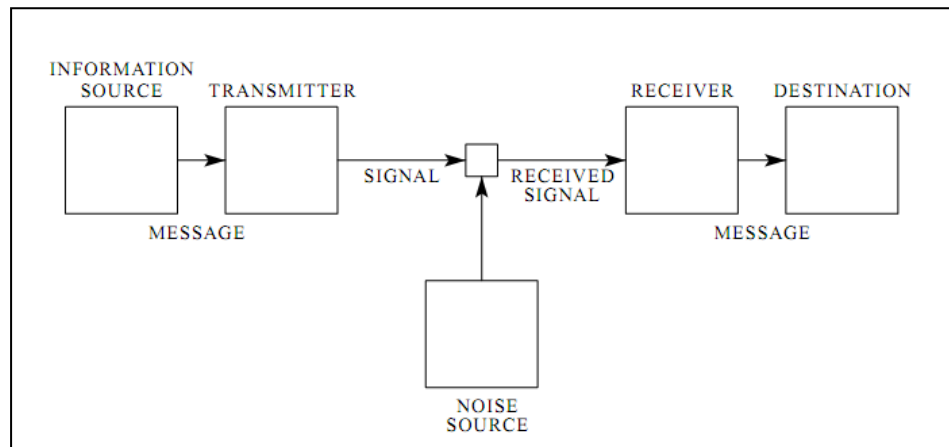 INFORMATION
SOURCE
TRANSMITTER
RECEIVER
DESTINATION
SIGNAL
RECEIVED
SIGNAL
MESSAGE
MESSAGE
NOISE
SOURCE